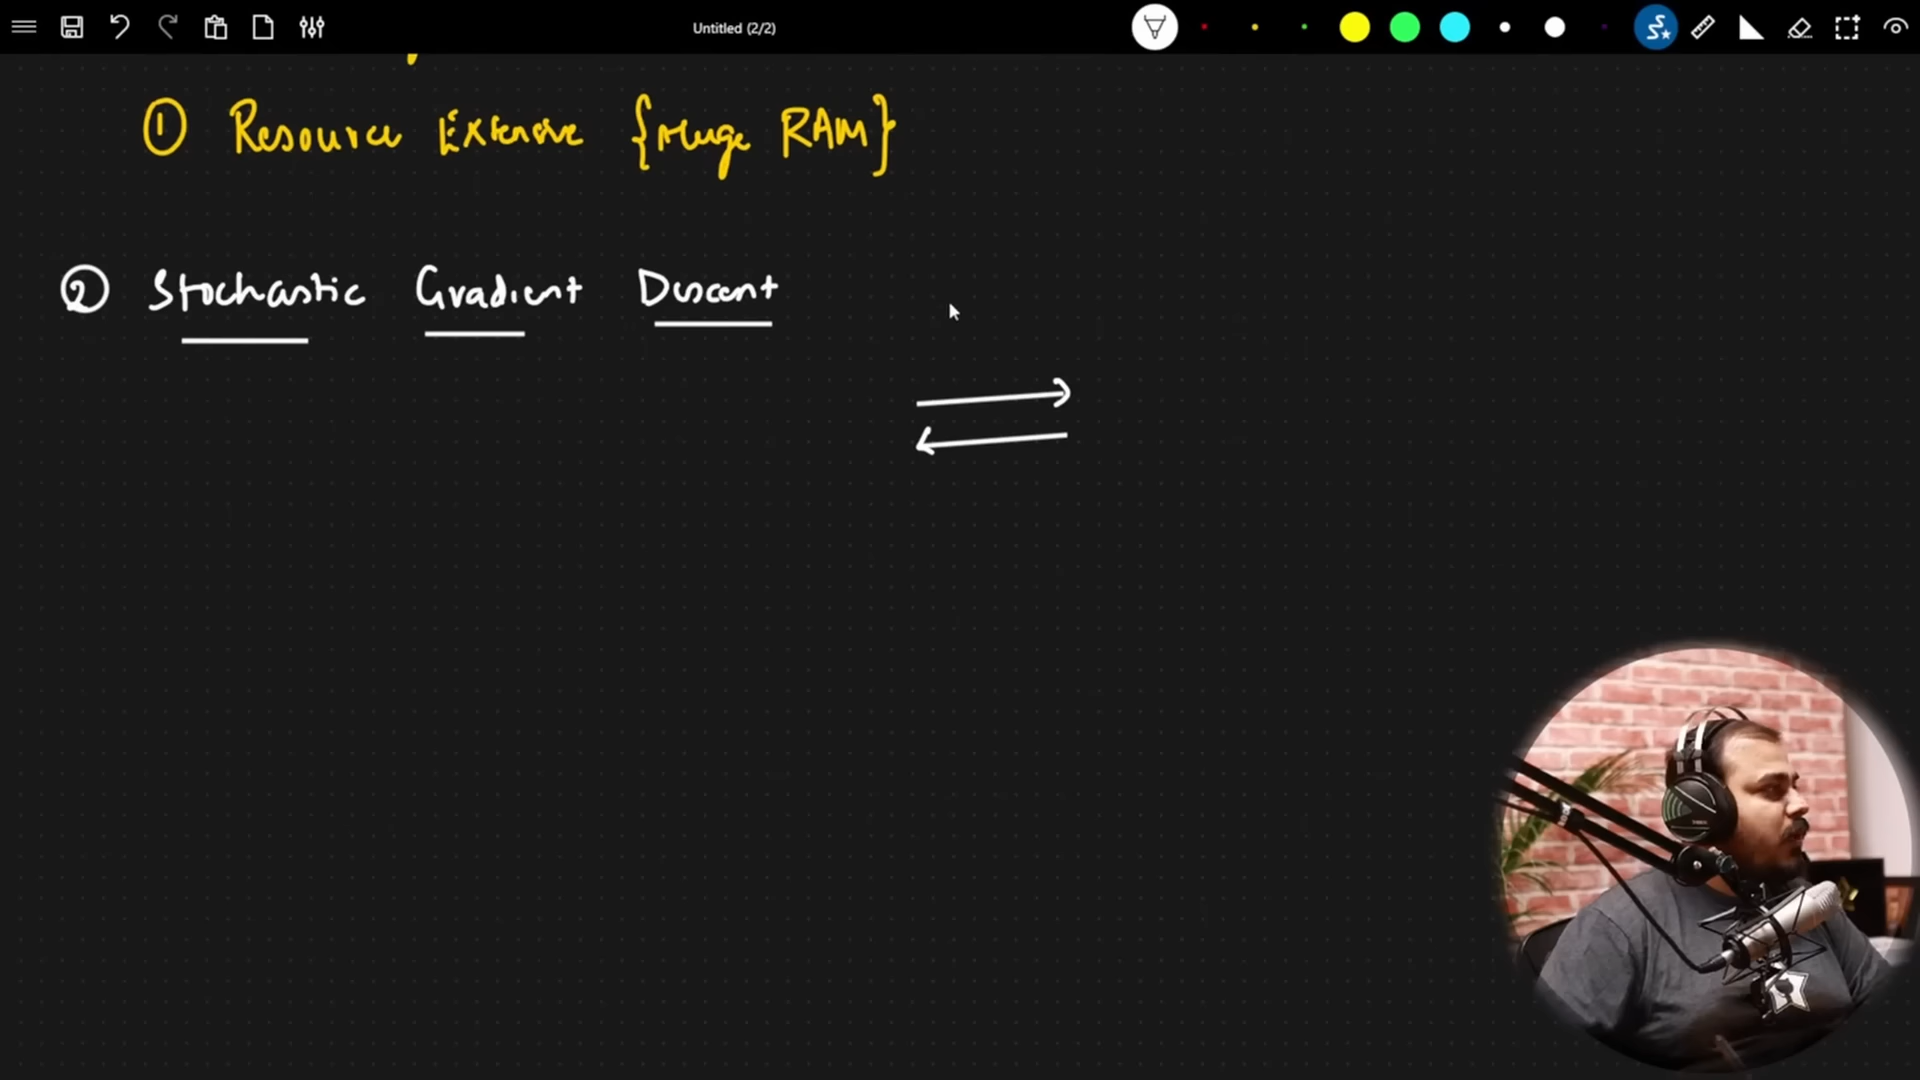 Untitled (2/2)
① Resource Extensive {Huge RAM}
② Stochastic Gradient Descent